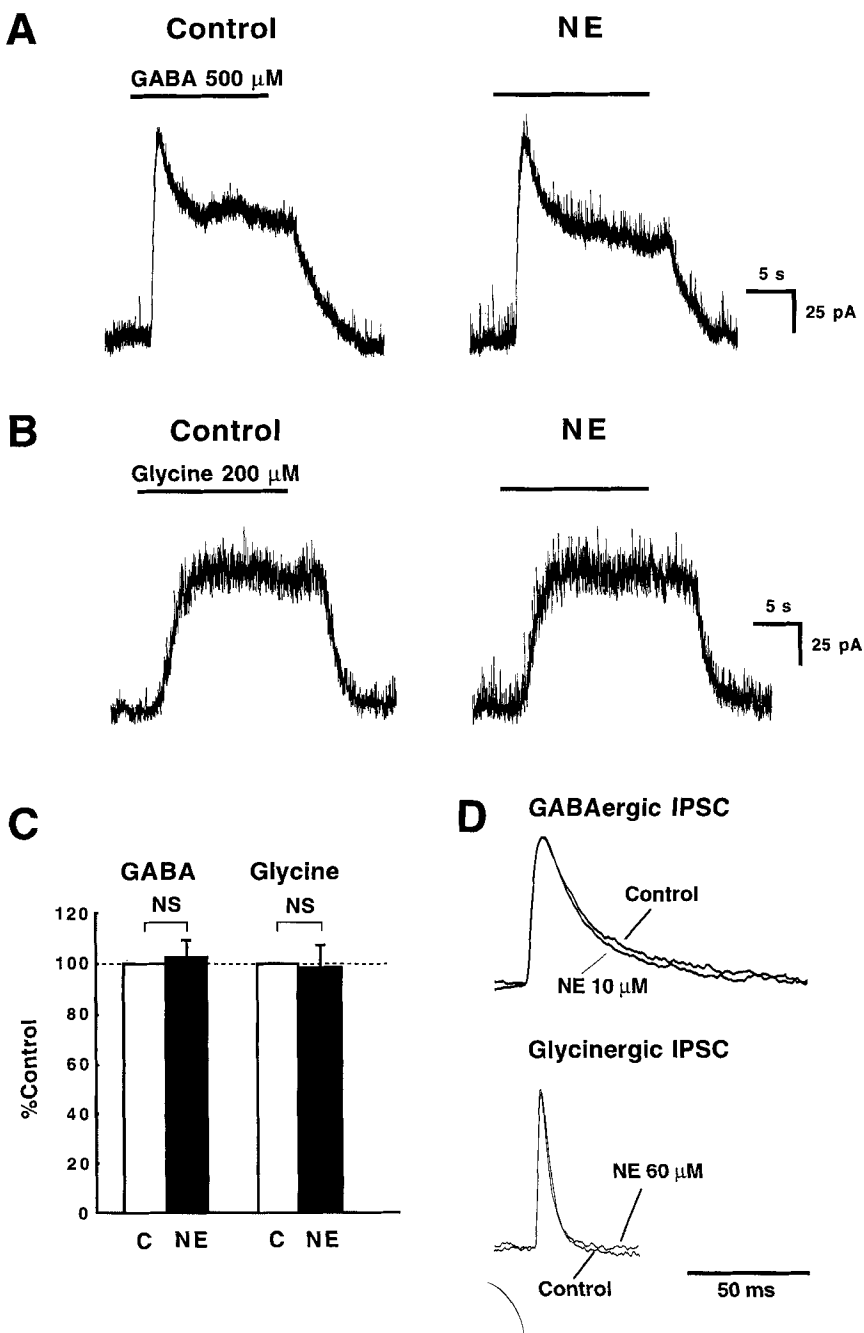 A
Control
NE
GABA 500 μM
5 s
25 pA
B
Control
NE
Glycine 200 μM
5 s
25 pA
C
GABA
Glycine
NS
NS
120
100
80
60
40
20
0
%Control
C
NE
C
NE
D
GABAergic IPSC
Control
NE 10 μM
Glycinergic IPSC
NE 60 μM
Control
50 ms